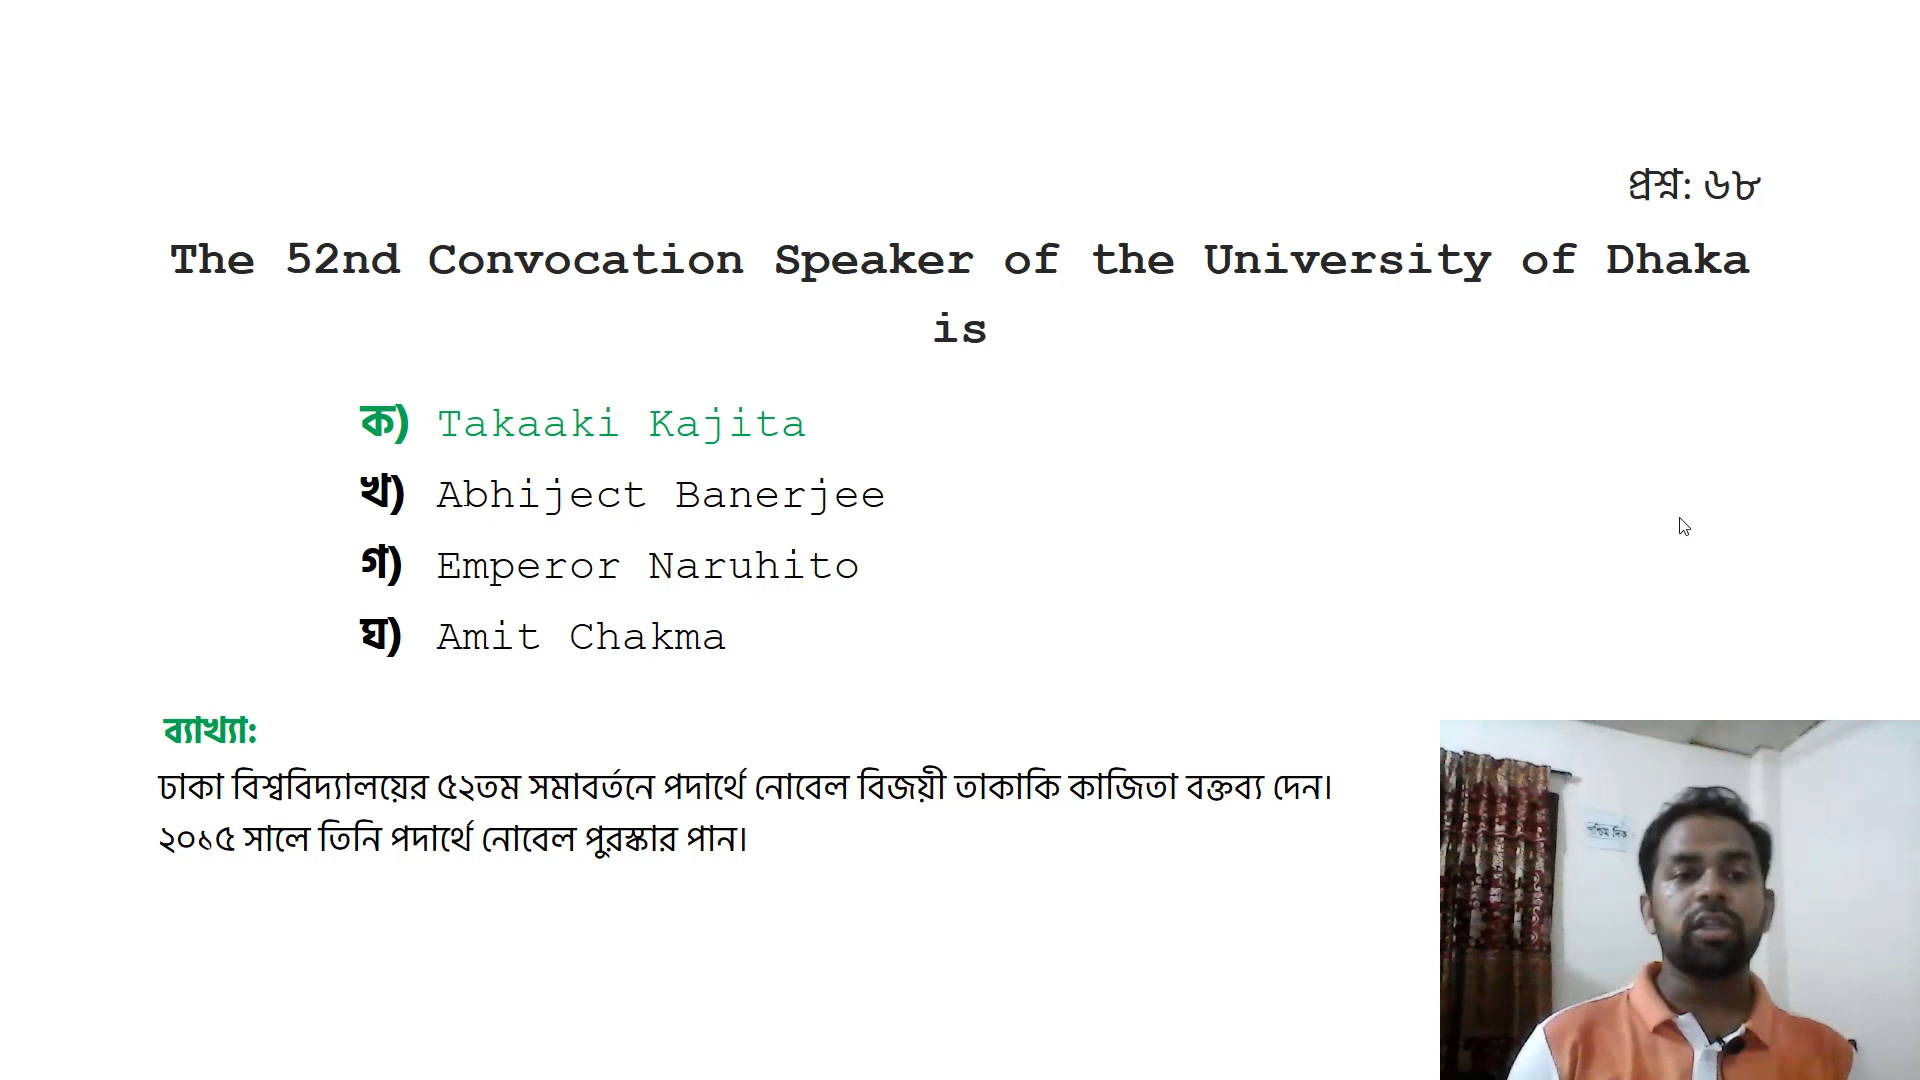 প্রশ্ন: ৬৮
The 52nd Convocation Speaker of the University of Dhaka
is
ক) Takaaki Kajita
খ) Abhiject Banerjee
গ) Emperor Naruhito
ঘ) Amit Chakma
ব্যাখ্যা:
ঢাকা বিশ্ববিদ্যালয়ের ৫২তম সমাবর্তনে পদার্থে নোবেল বিজয়ী তাকাকি কাজিতা বক্তব্য দেন।
২০১৫ সালে তিনি পদার্থে নোবেল পুরস্কার পান।
পশ্চিম দিক